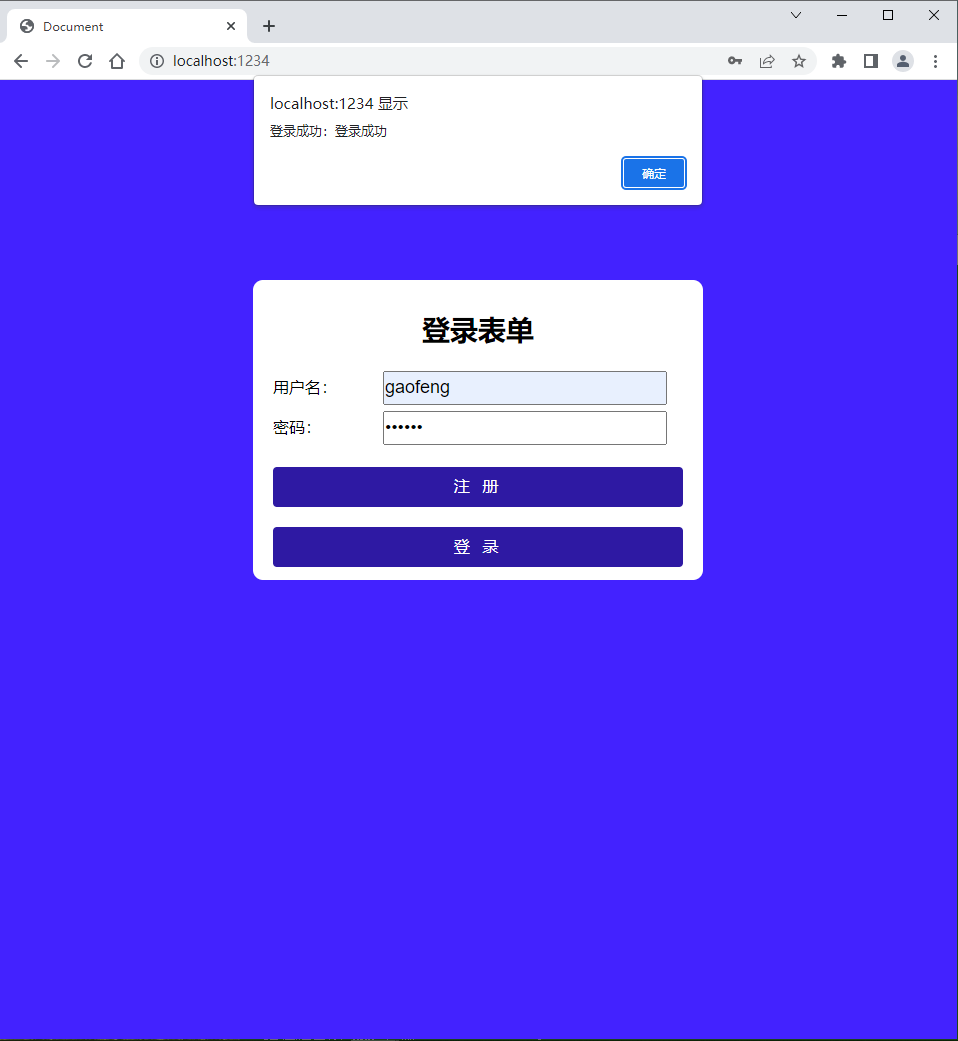 Document
localhost:1234
localhost:1234 显示
登录成功：登录成功
确定
登录表单
用户名： gaofeng
密码： ••••••
注 册
登 录